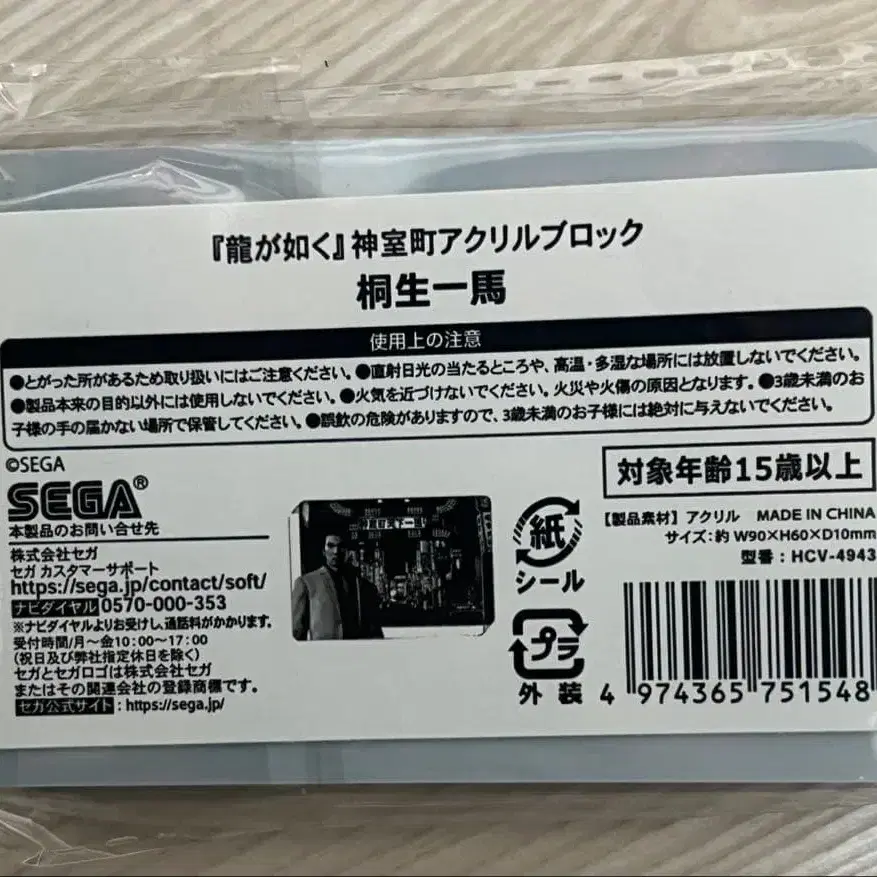 『龍が如く』神室町アクリルブロック
桐生一馬
使用上の注意
●とがった所があるため取り扱いにはご注意ください。●直射日光の当たるところや、高温・多湿な場所には放置しないでください。
●製品本来の目的以外には使用しないでください。●火気を近づけないでください。火災や火傷の原因となります。●3歳未満のお
子様の手の届かない場所で保管してください。●誤飲の危険がありますので、3歳未満のお子様には絶対に与えないでください。
©SEGA
SEGA®
本製品のお問い合せ先
株式会社セガ
セガ カスタマーサポート
https://sega.jp/contact/soft/
ナビダイヤル 0570-000-353
※ナビダイヤルよりお受けし、通話料がかかります。
受付時間/月～金10:00～17:00
(祝日及び弊社指定休日を除く)
セガとセガロゴは株式会社セガ
またはその関連会社の登録商標です。
セガ公式サイト:https://sega.jp/
神室町天下一通り
紙
シール
プラ
外装
対象年齢15歳以上
【製品素材】アクリル MADE IN CHINA
サイズ:約 W90×H60×D10mm
型番:HCV-4943
4 974365 751548